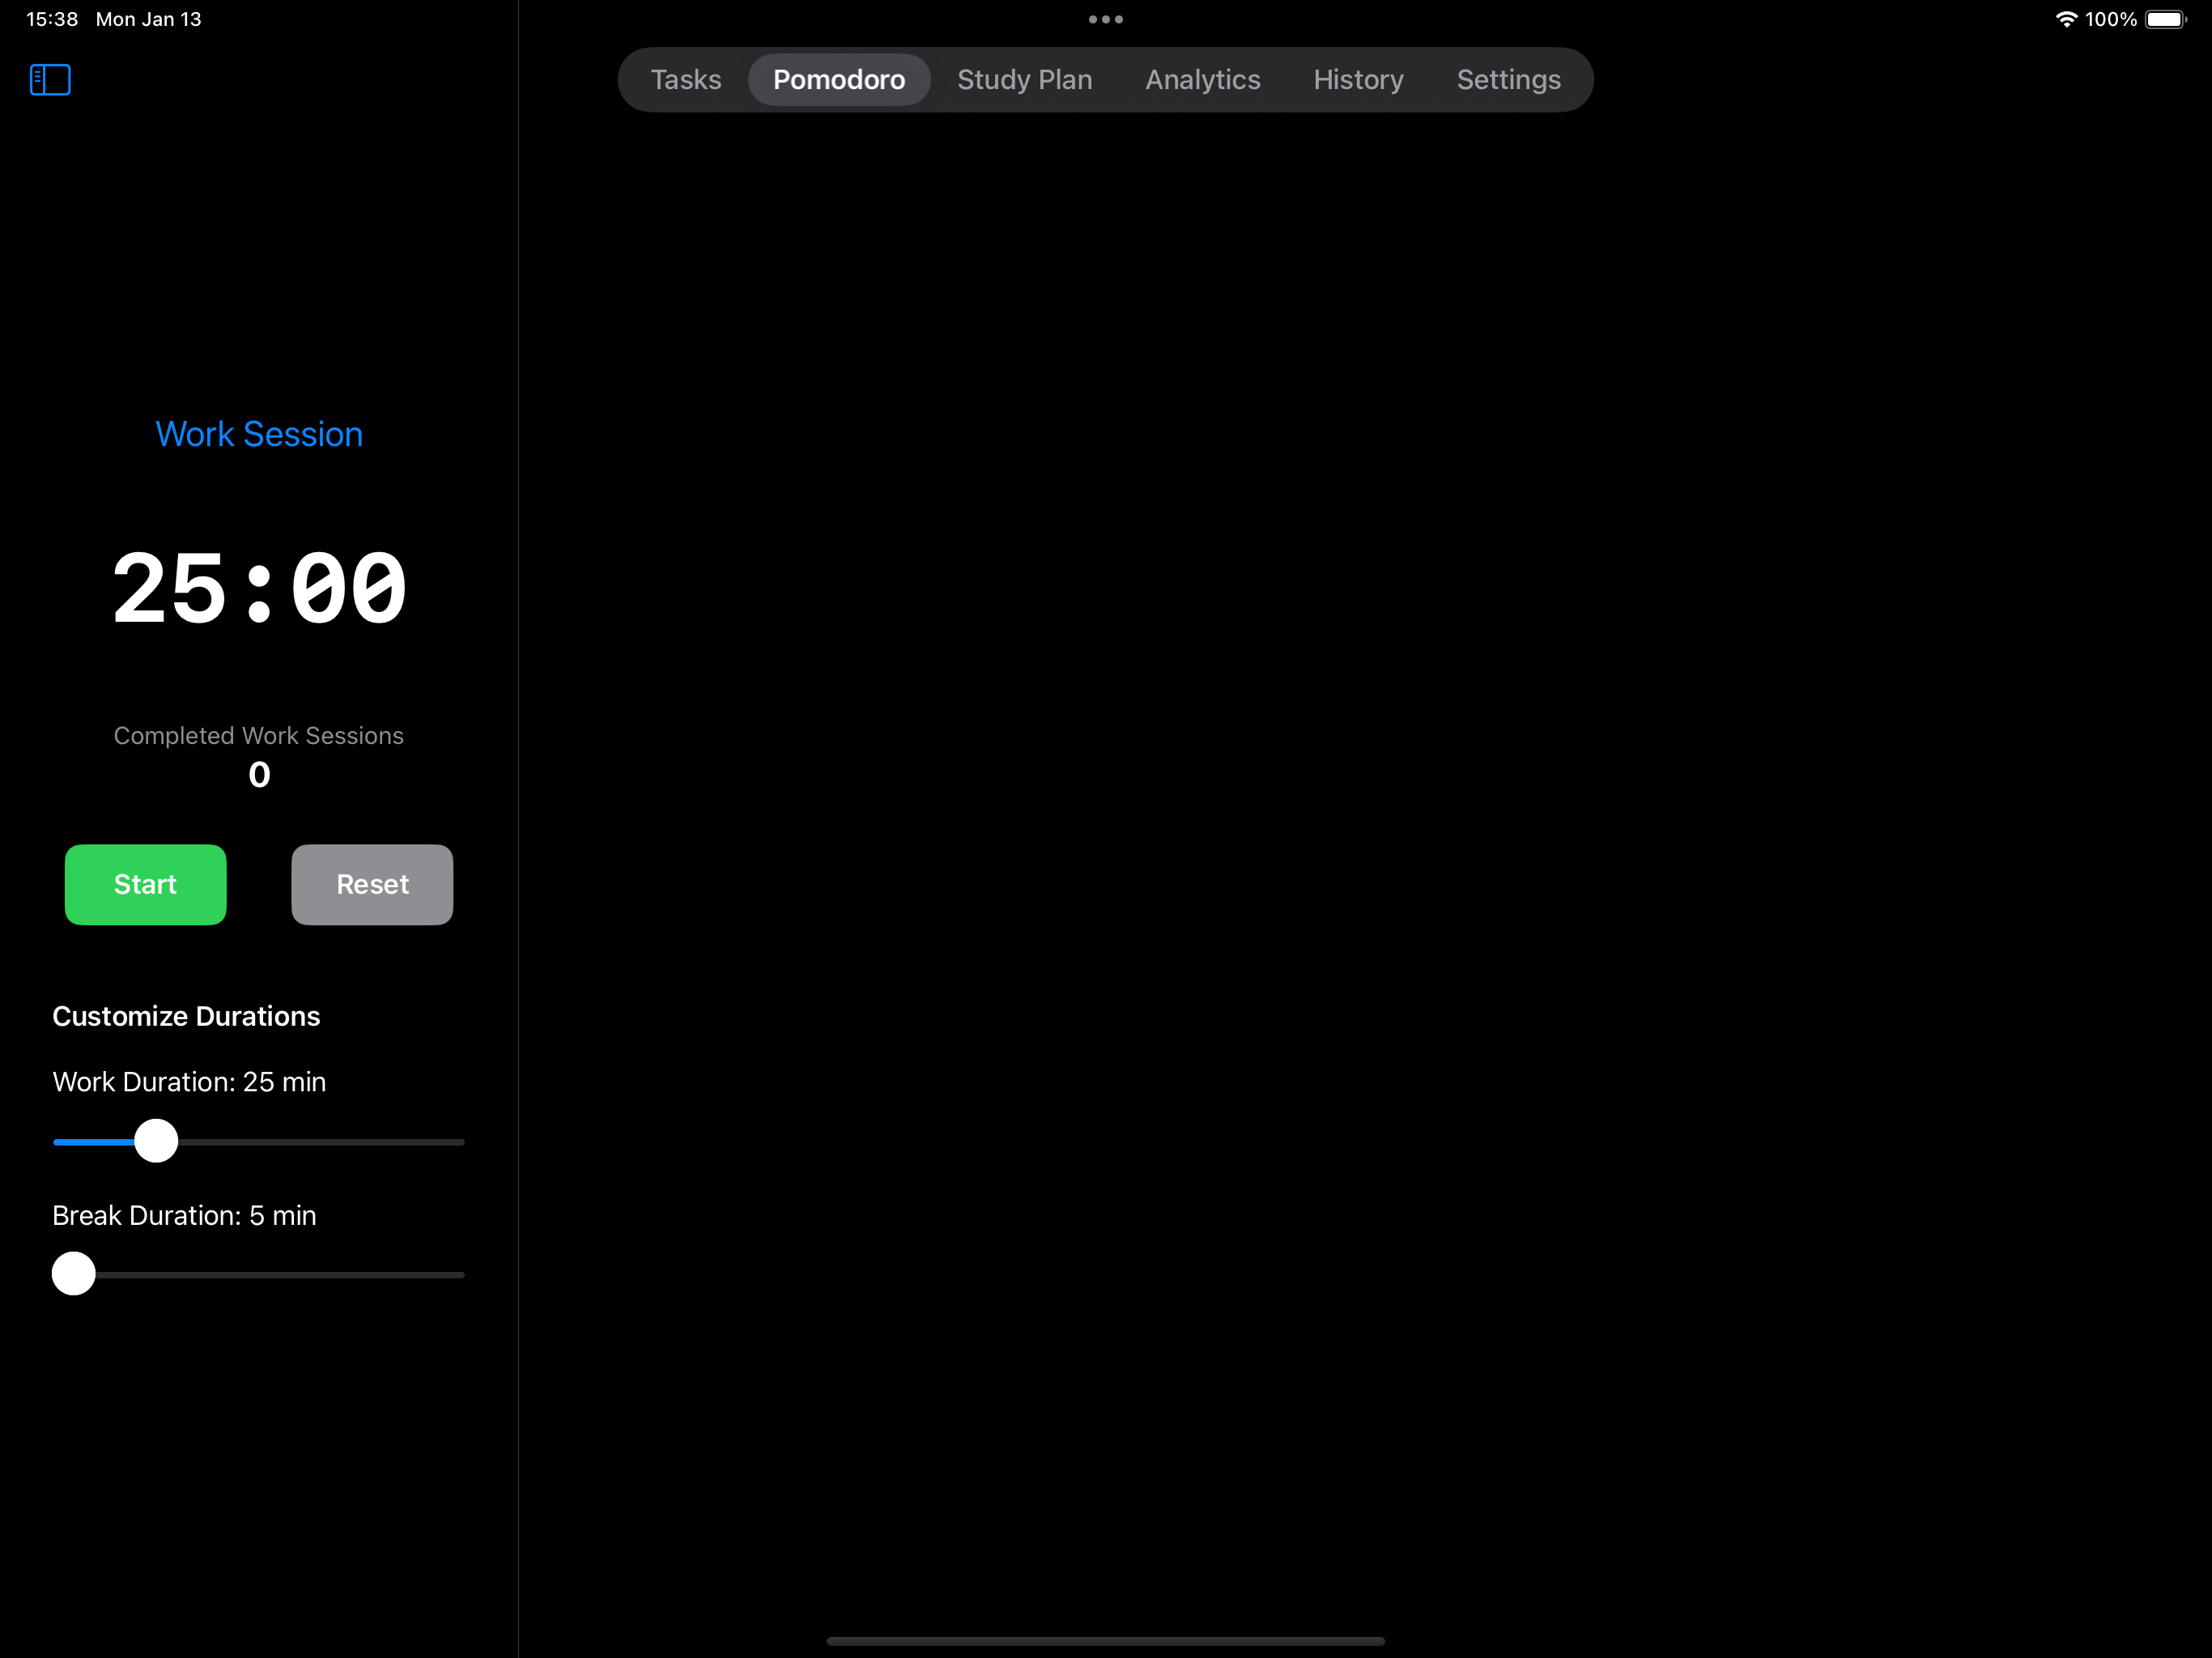 15:38 Mon Jan 13
100%
Tasks Pomodoro Study Plan Analytics History Settings
Work Session
25:00
Completed Work Sessions
0
Start Reset
Customize Durations
Work Duration: 25 min
Break Duration: 5 min